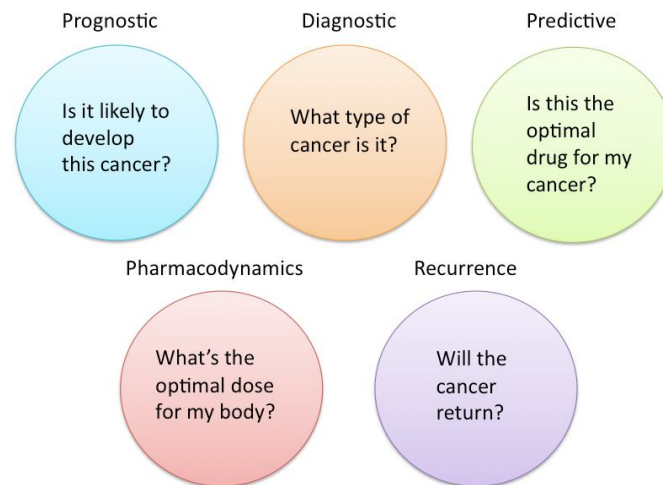 Prognostic
Diagnostic
Predictive
Is it likely to
develop
this cancer?
What type of
cancer is it?
Is this the
optimal
drug for my
cancer?
Pharmacodynamics
Recurrence
What's the
optimal dose
for my body?
Will the
cancer
return?